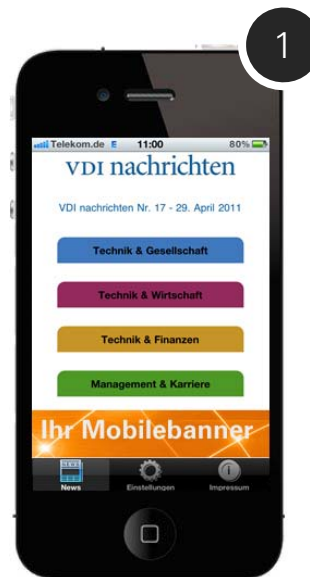 1
Telekom.de E 11:00 80%
VDI nachrichten
VDI nachrichten Nr. 17 - 29. April 2011
Technik & Gesellschaft
Technik & Wirtschaft
Technik & Finanzen
Management & Karriere
Ihr Mobilebanner
NEWS
News Einstellungen Impressum